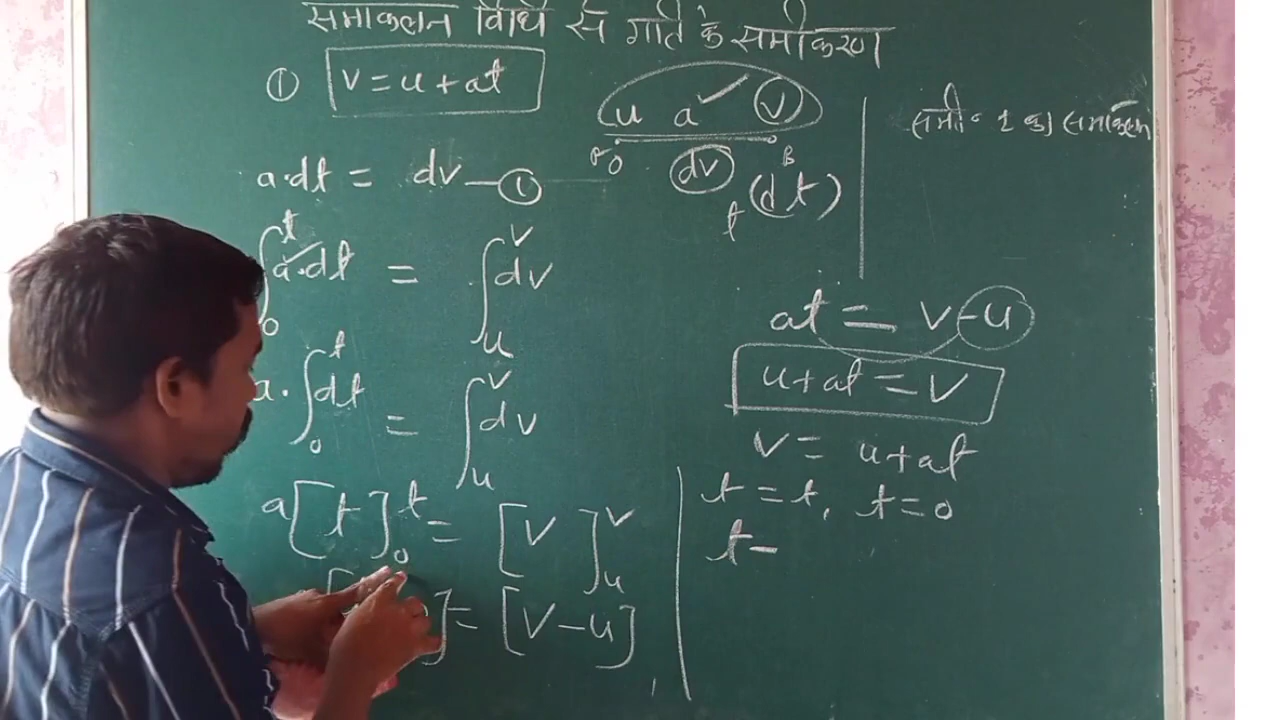 समाकलन विधि से गति के समीकरण
① v = u + at
u a ✓ v
A 0 B
dv (dt)
t
समी० 1 का समाकलन
a·dt = dv — ①
∫₀ᵗ a·dt = ∫ᵤᵛ dv
a·∫₀ᵗ dt = ∫ᵤᵛ dv
a[t]₀ᵗ = [v]ᵤᵛ
] = [v - u]
at = v - u
u + at = v
v = u + at
t = t, t = 0
t -